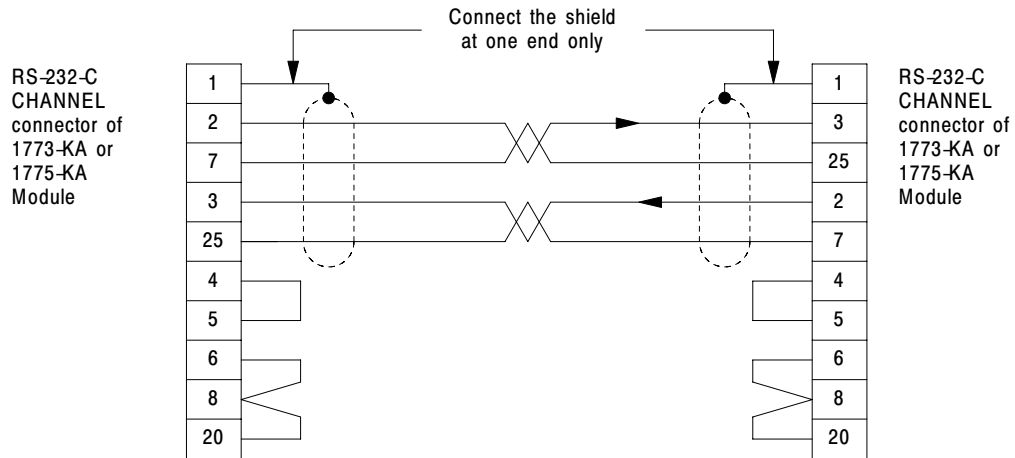 Connect the shield
at one end only
RS-232-C
CHANNEL
connector of
1773-KA or
1775-KA
Module
1
2
7
3
25
4
5
6
8
20
1
3
25
2
7
4
5
6
8
20
RS-232-C
CHANNEL
connector of
1773-KA or
1775-KA
Module